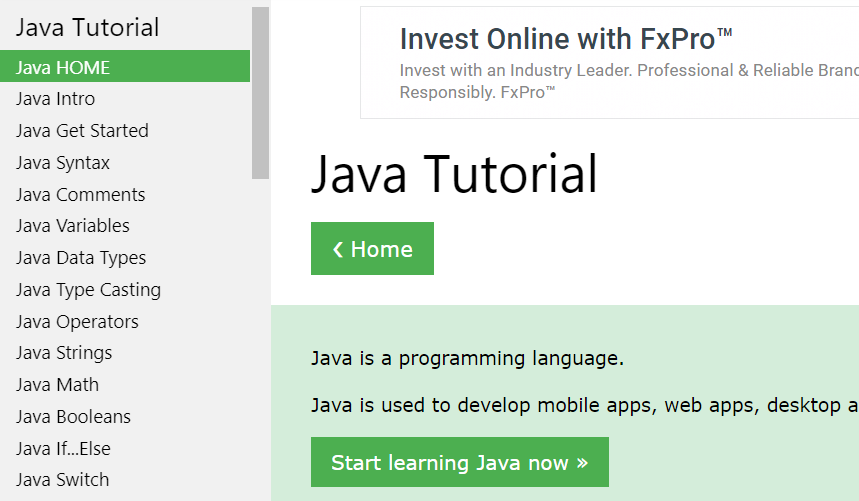 Java Tutorial
Java HOME
Java Intro
Java Get Started
Java Syntax
Java Comments
Java Variables
Java Data Types
Java Type Casting
Java Operators
Java Strings
Java Math
Java Booleans
Java If...Else
Java Switch
Invest Online with FxPro™
Invest with an Industry Leader. Professional & Reliable Branc
Responsibly. FxPro™
Java Tutorial
❮ Home
Java is a programming language.
Java is used to develop mobile apps, web apps, desktop a
Start learning Java now »